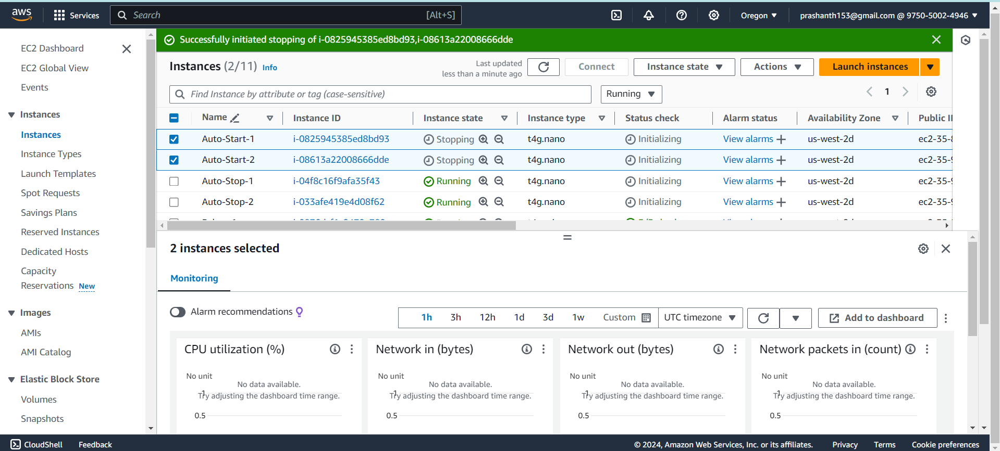 aws Services Search [Alt+S] Oregon prashanth153@gmail.com @ 9750-5002-4946
EC2 Dashboard
EC2 Global View
Events
Instances
Instances
Instance Types
Launch Templates
Spot Requests
Savings Plans
Reserved Instances
Dedicated Hosts
Capacity
Reservations New
Images
AMIs
AMI Catalog
Elastic Block Store
Volumes
Snapshots
Successfully initiated stopping of i-0825945385ed8bd93,i-08613a22008666dde
Instances (2/11) Info
Last updated
less than a minute ago
Connect Instance state Actions Launch instances
Find Instance by attribute or tag (case-sensitive) Running 1
Name Instance ID Instance state Instance type Status check Alarm status Availability Zone Public
Auto-Start-1 i-0825945385ed8bd93 Stopping t4g.nano Initializing View alarms us-west-2d ec2-35-
Auto-Start-2 i-08613a22008666dde Stopping t4g.nano Initializing View alarms us-west-2d ec2-35-
Auto-Stop-1 i-04f8c16f9afa35f43 Running t4g.nano Initializing View alarms us-west-2d ec2-35-
Auto-Stop-2 i-033afe419e4d08f62 Running t4g.nano Initializing View alarms us-west-2d ec2-35-
2 instances selected
Monitoring
Alarm recommendations
1h 3h 12h 1d 3d 1w Custom UTC timezone Add to dashboard
CPU utilization (%)
No unit
No data available.
1
Try adjusting the dashboard time range.
0.5
Network in (bytes)
No unit
No data available.
1
Try adjusting the dashboard time range.
0.5
Network out (bytes)
No unit
No data available.
1
Try adjusting the dashboard time range.
0.5
Network packets in (count)
No unit
No data available.
1
Try adjusting the dashboard time range.
0.5
CloudShell Feedback © 2024, Amazon Web Services, Inc. or its affiliates. Privacy Terms Cookie preferences